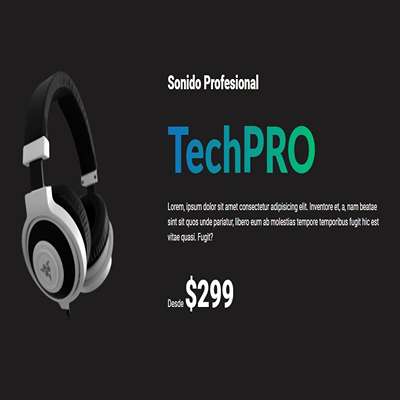 Sonido Profesional
TechPRO
Lorem, ipsum dolor sit amet consectetur adipisicing elit. Inventore et, a, nam beatae
sint sit quos unde pariatur, libero eum ab molestias tempore temporibus fugit hic est
vitae quasi. Fugit?
Desde $299